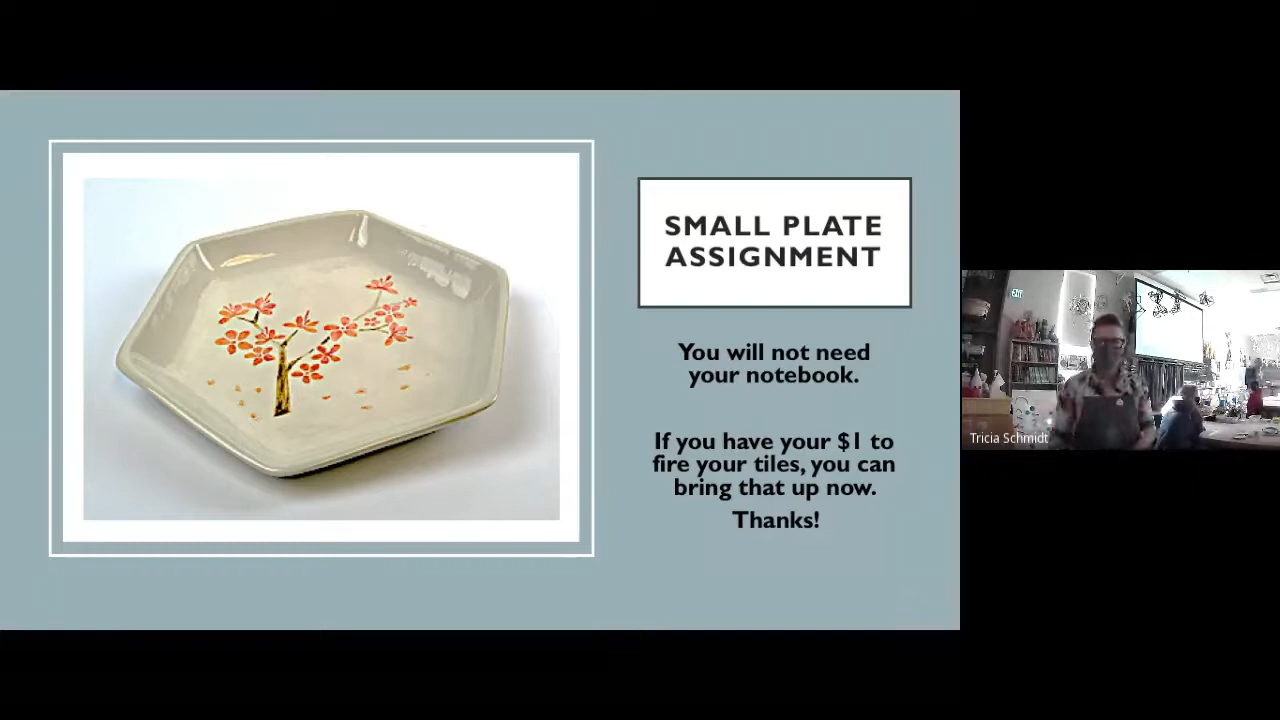 SMALL PLATE
ASSIGNMENT
You will not need
your notebook.
If you have your $1 to
fire your tiles, you can
bring that up now.
Thanks!
EXIT
Tricia Schmidt